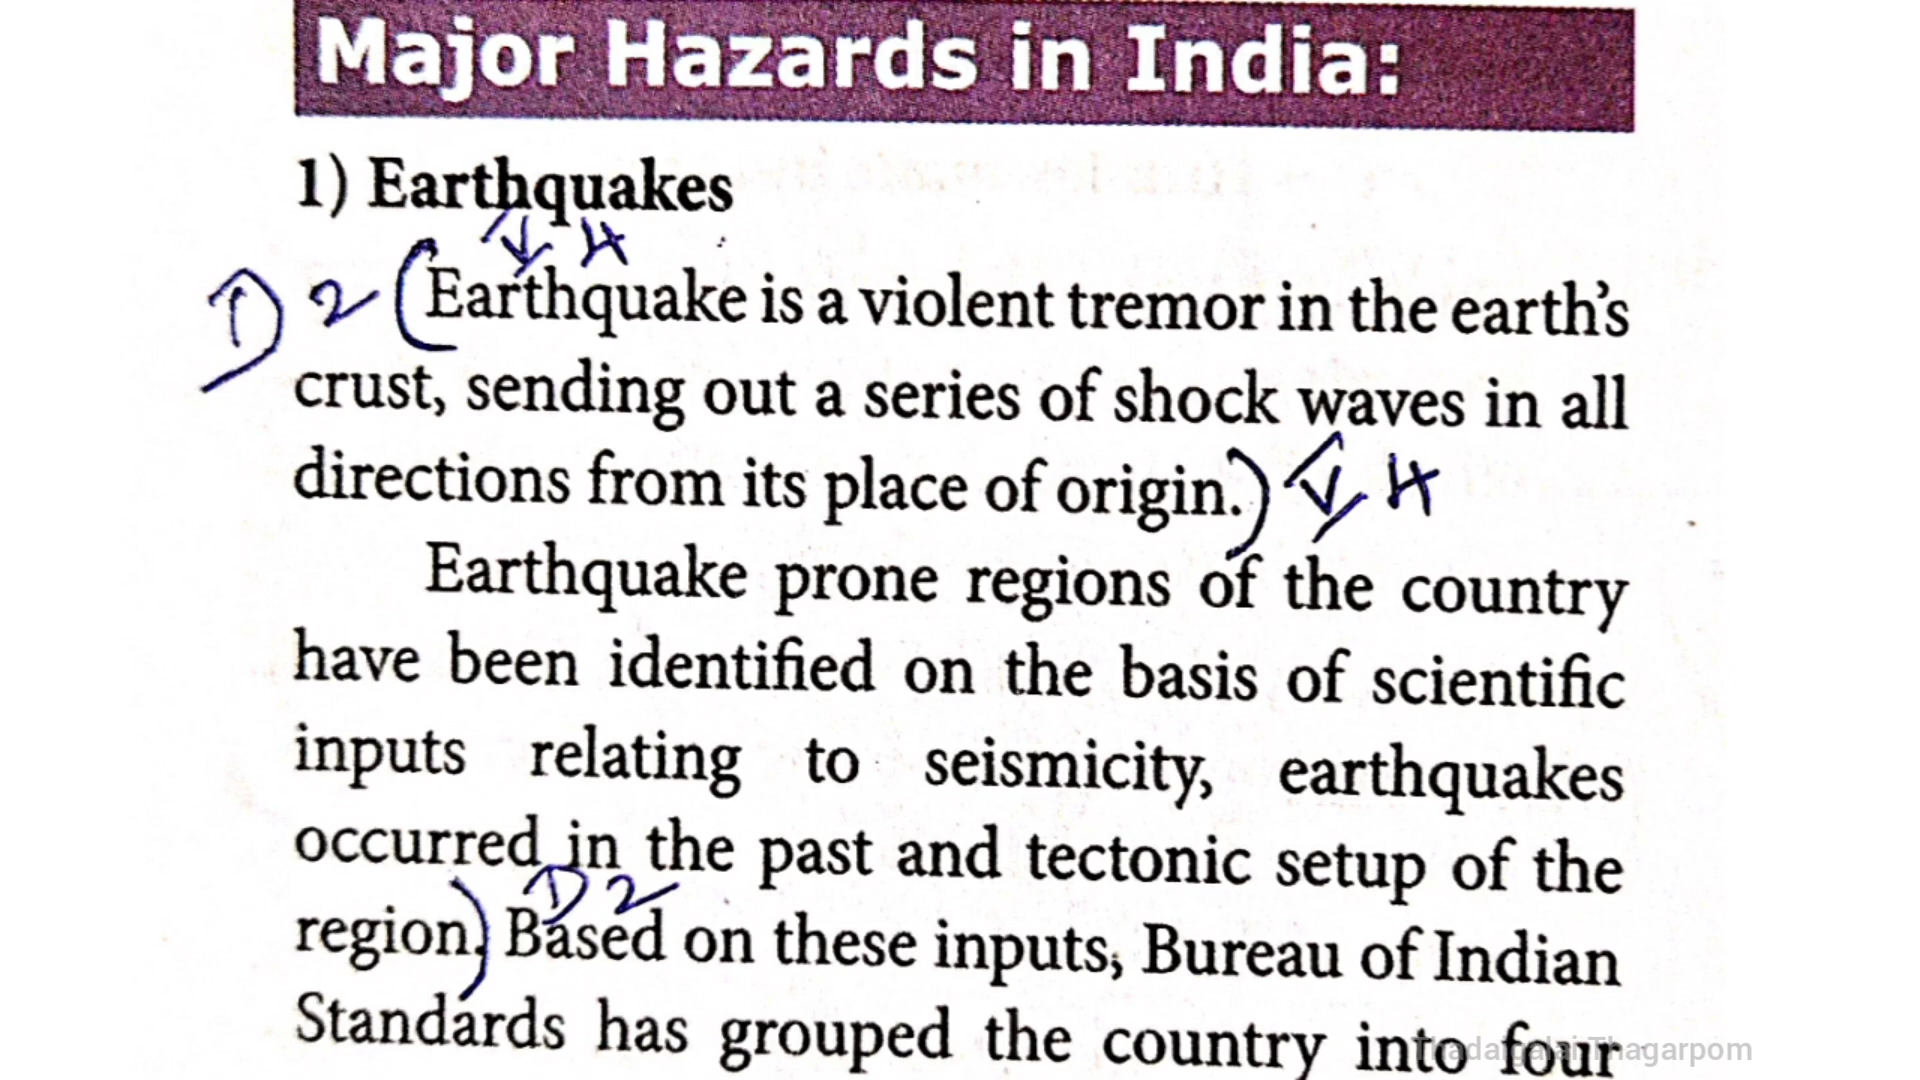 Major Hazards in India:
1) Earthquakes
2 (Earthquake is a violent tremor in the earth's
crust, sending out a series of shock waves in all
directions from its place of origin.)
Earthquake prone regions of the country
have been identified on the basis of scientific
inputs relating to seismicity, earthquakes
occurred in the past and tectonic setup of the
region.) Based on these inputs, Bureau of Indian
Standards has grouped the country into four
Thadaigalai Thagarpom